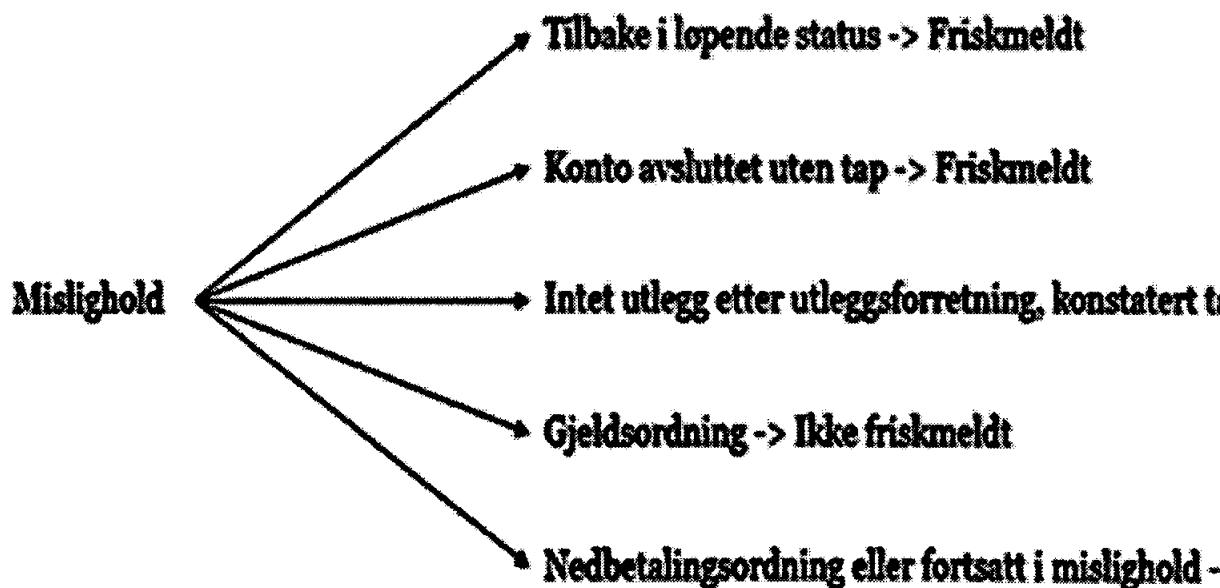 Tilbake i løpende status -> Friskmeldt
Konto avsluttet uten tap -> Friskmeldt
Mislighold
Intet utlegg etter utleggsforretning, konstatert ta
Gjeldsordning -> Ikke friskmeldt
Nedbetalingsordning eller fortsatt i mislighold -